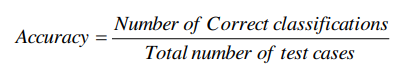 Accuracy = Number of Correct classifications
Total number of test cases